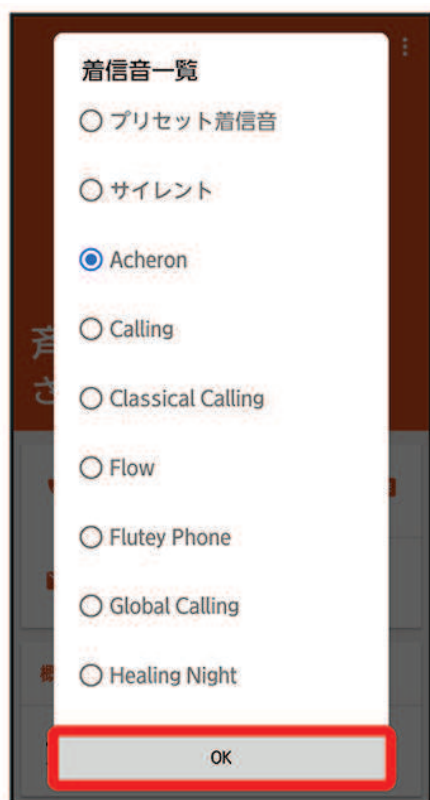 着信音一覧
プリセット着信音
サイレント
Acheron
Calling
Classical Calling
Flow
Flutey Phone
Global Calling
Healing Night
OK